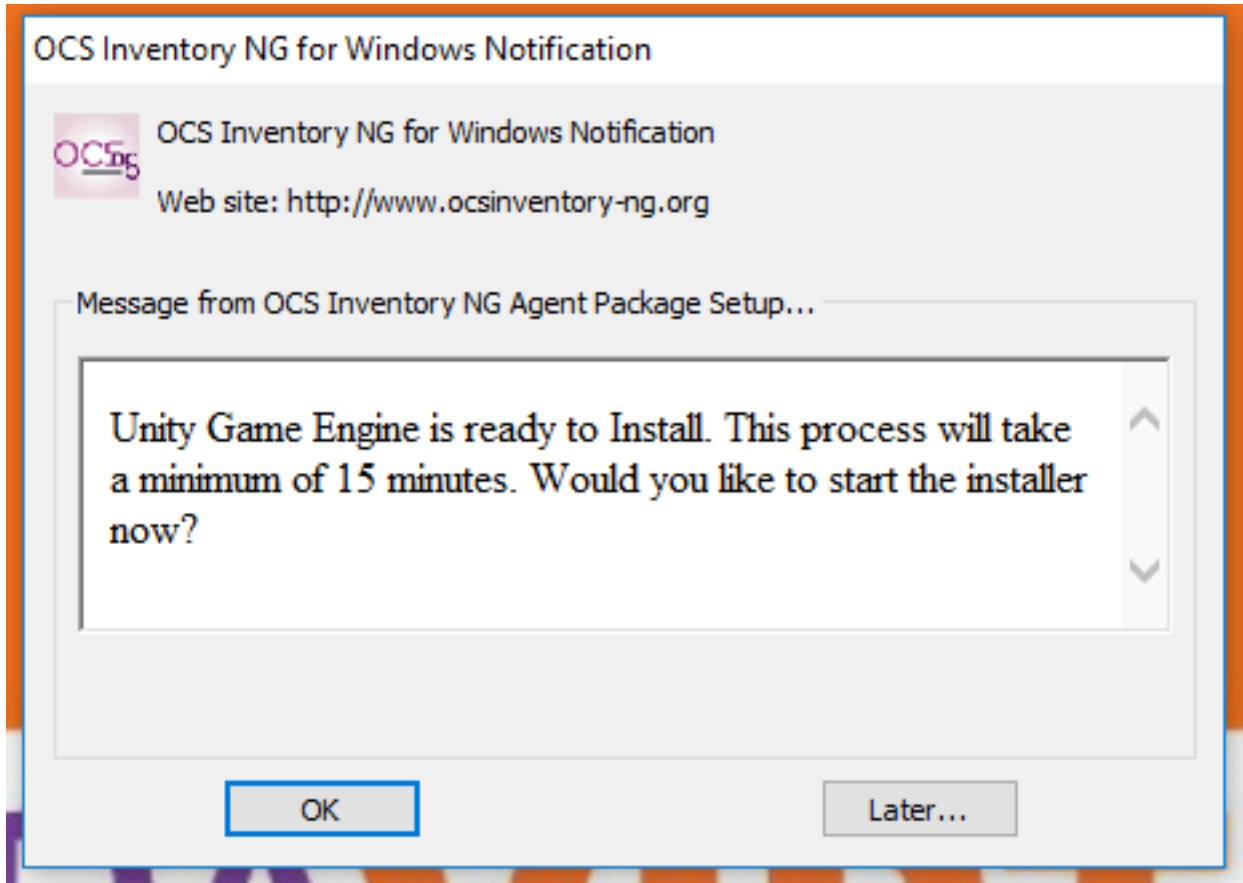 OCS Inventory NG for Windows Notification
OCS Inventory NG for Windows Notification
Web site: http://www.ocsinventory-ng.org
Message from OCS Inventory NG Agent Package Setup...
Unity Game Engine is ready to Install. This process will take
a minimum of 15 minutes. Would you like to start the installer
now?
OK
Later...